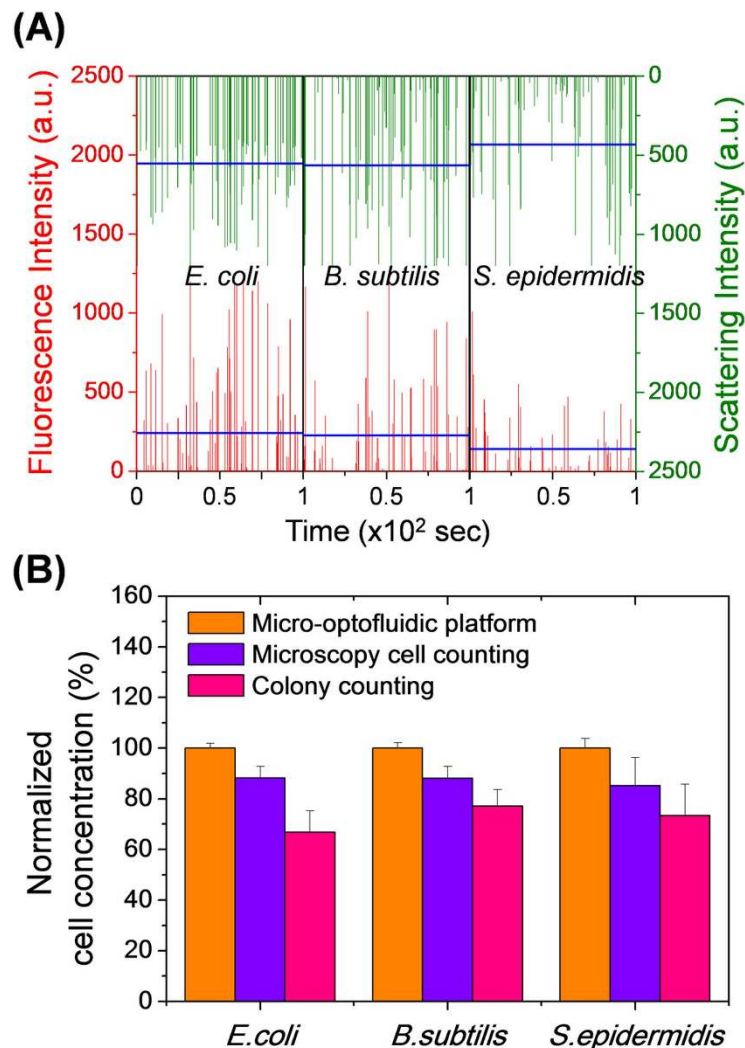 (A)
Fluorescence Intensity (a.u.)
2500
2000
1500
1000
500
0
Scattering Intensity (a.u.)
0
500
1000
1500
2000
2500
E. coli
B. subtilis
S. epidermidis
0 0.5 1 0.5 1 0.5 1
Time (x10² sec)
(B)
Normalized
cell concentration (%)
160
140
120
100
80
60
40
20
0
Micro-optofluidic platform
Microscopy cell counting
Colony counting
E.coli B.subtilis S.epidermidis